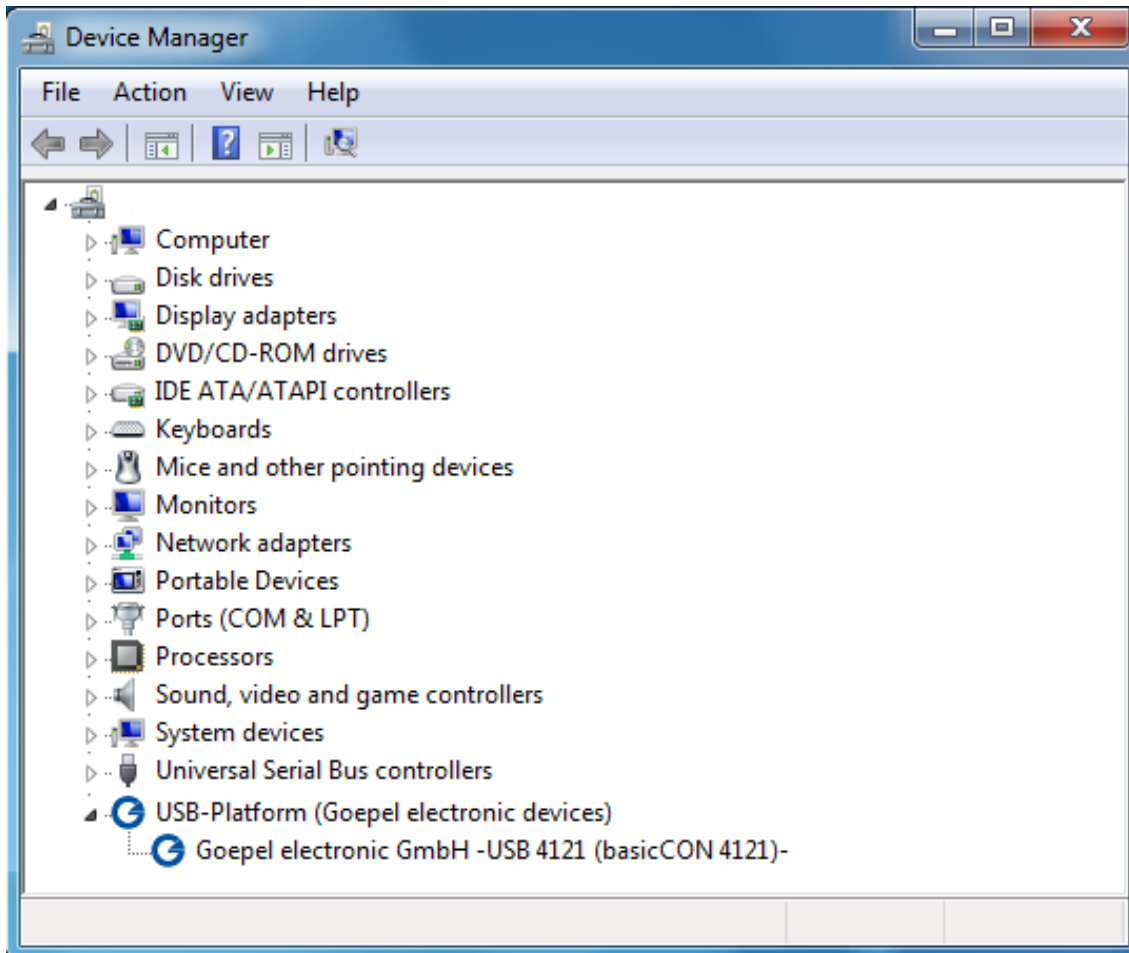 Device Manager
File Action View Help
Computer
Disk drives
Display adapters
DVD/CD-ROM drives
IDE ATA/ATAPI controllers
Keyboards
Mice and other pointing devices
Monitors
Network adapters
Portable Devices
Ports (COM & LPT)
Processors
Sound, video and game controllers
System devices
Universal Serial Bus controllers
USB-Platform (Goepel electronic devices)
Goepel electronic GmbH -USB 4121 (basicCON 4121)-